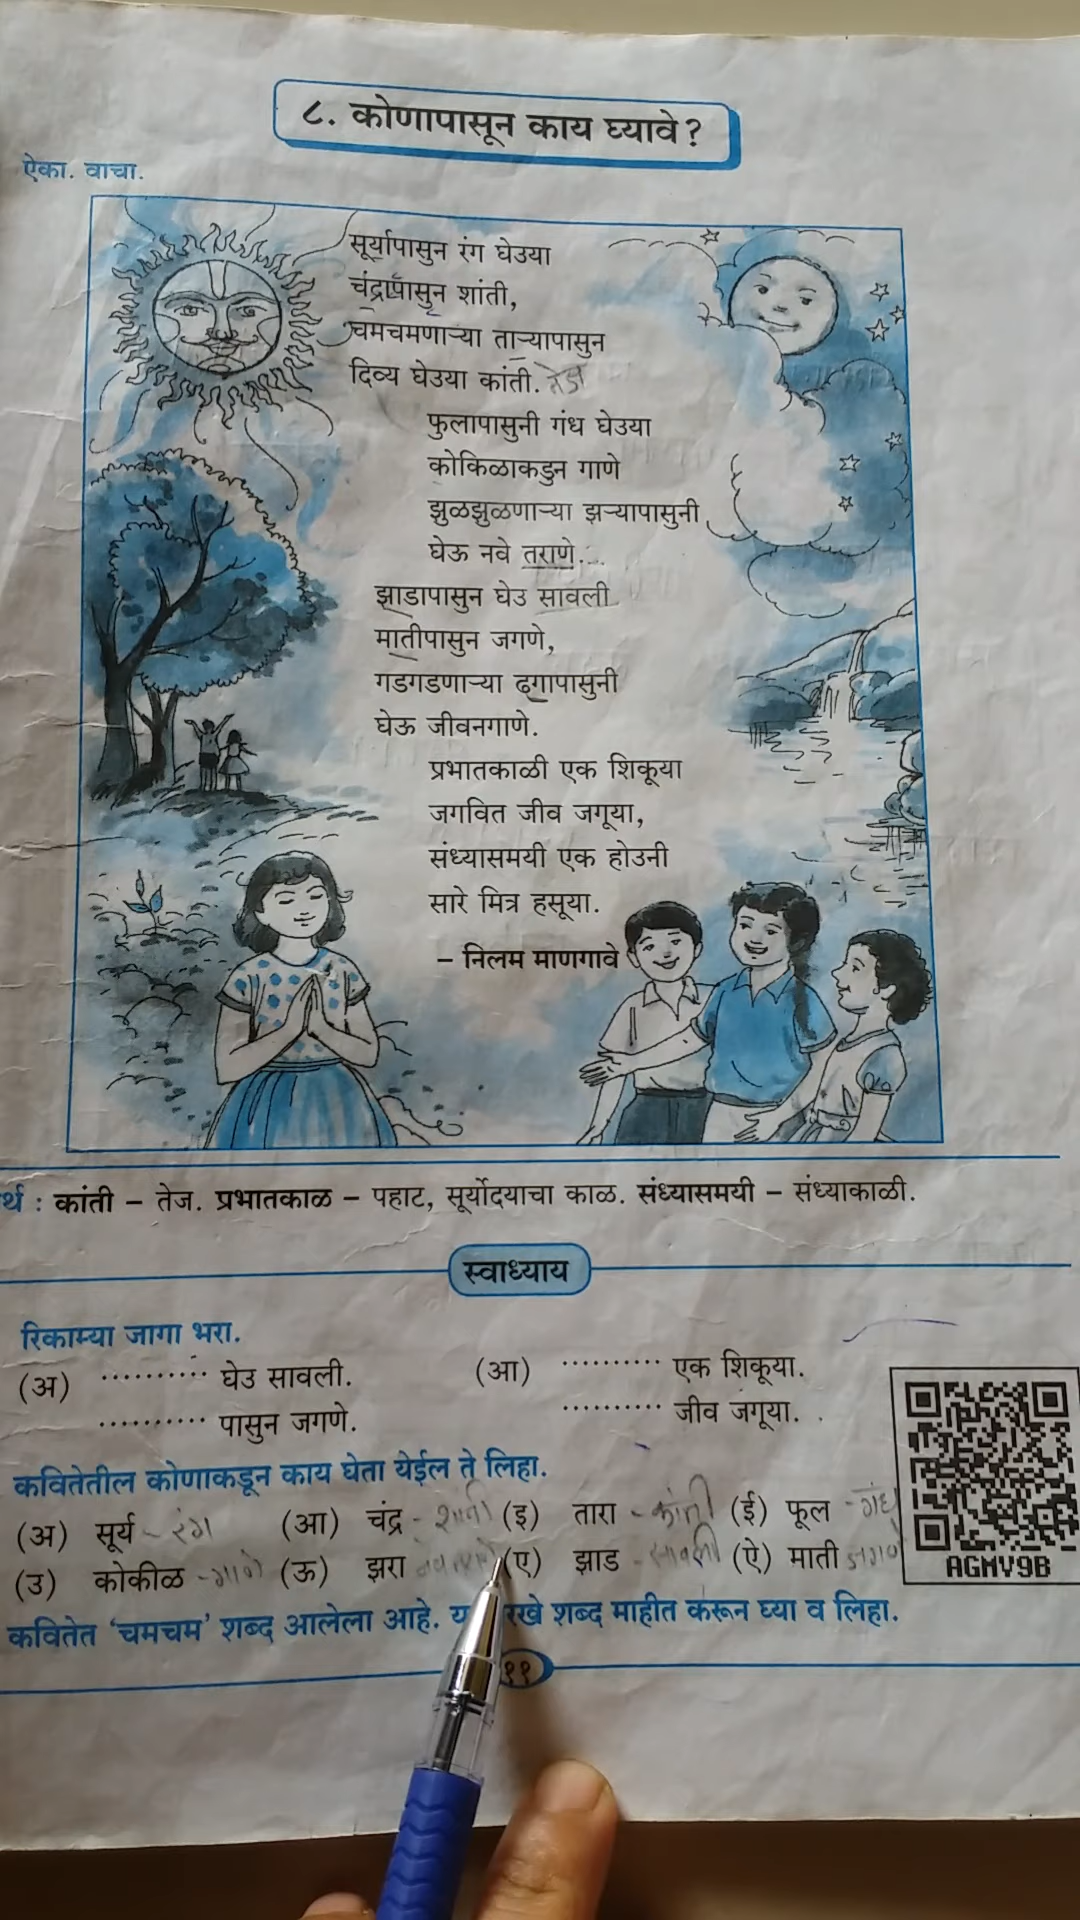 ८. कोणापासून काय घ्यावे?
ऐका. वाचा.
सूर्यापासुन रंग घेउया
चंद्रापासुन शांती,
चमचमणाऱ्या ताऱ्यापासुन
दिव्य घेउया कांती.
फुलापासुनी गंध घेउया
कोकिळाकडुन गाणे
झुळझुळणाऱ्या झऱ्यापासुनी
घेऊ नवे तराणे.
झाडापासुन घेउ सावली
मातीपासुन जगणे,
गडगडणाऱ्या ढगापासुनी
घेऊ जीवनगाणे.
प्रभातकाळी एक शिकूया
जगवित जीव जगूया,
संध्यासमयी एक होउनी
सारे मित्र हसूया.
– निलम माणगावे
र्थ : कांती – तेज. प्रभातकाळ – पहाट, सूर्योदयाचा काळ. संध्यासमयी – संध्याकाळी.
स्वाध्याय
रिकाम्या जागा भरा.
(अ) .......... घेउ सावली. (आ) .......... एक शिकूया.
.......... पासुन जगणे. .......... जीव जगूया.
कवितेतील कोणाकडून काय घेता येईल ते लिहा.
(अ) सूर्य - रंग (आ) चंद्र - शांती (इ) तारा - कांती (ई) फूल - गंध
(उ) कोकीळ - गाणे (ऊ) झरा (ए) झाड - सावली (ऐ) माती जगणे
कवितेत 'चमचम' शब्द आलेला आहे. रखे शब्द माहीत करून घ्या व लिहा.
AGMV9B
११